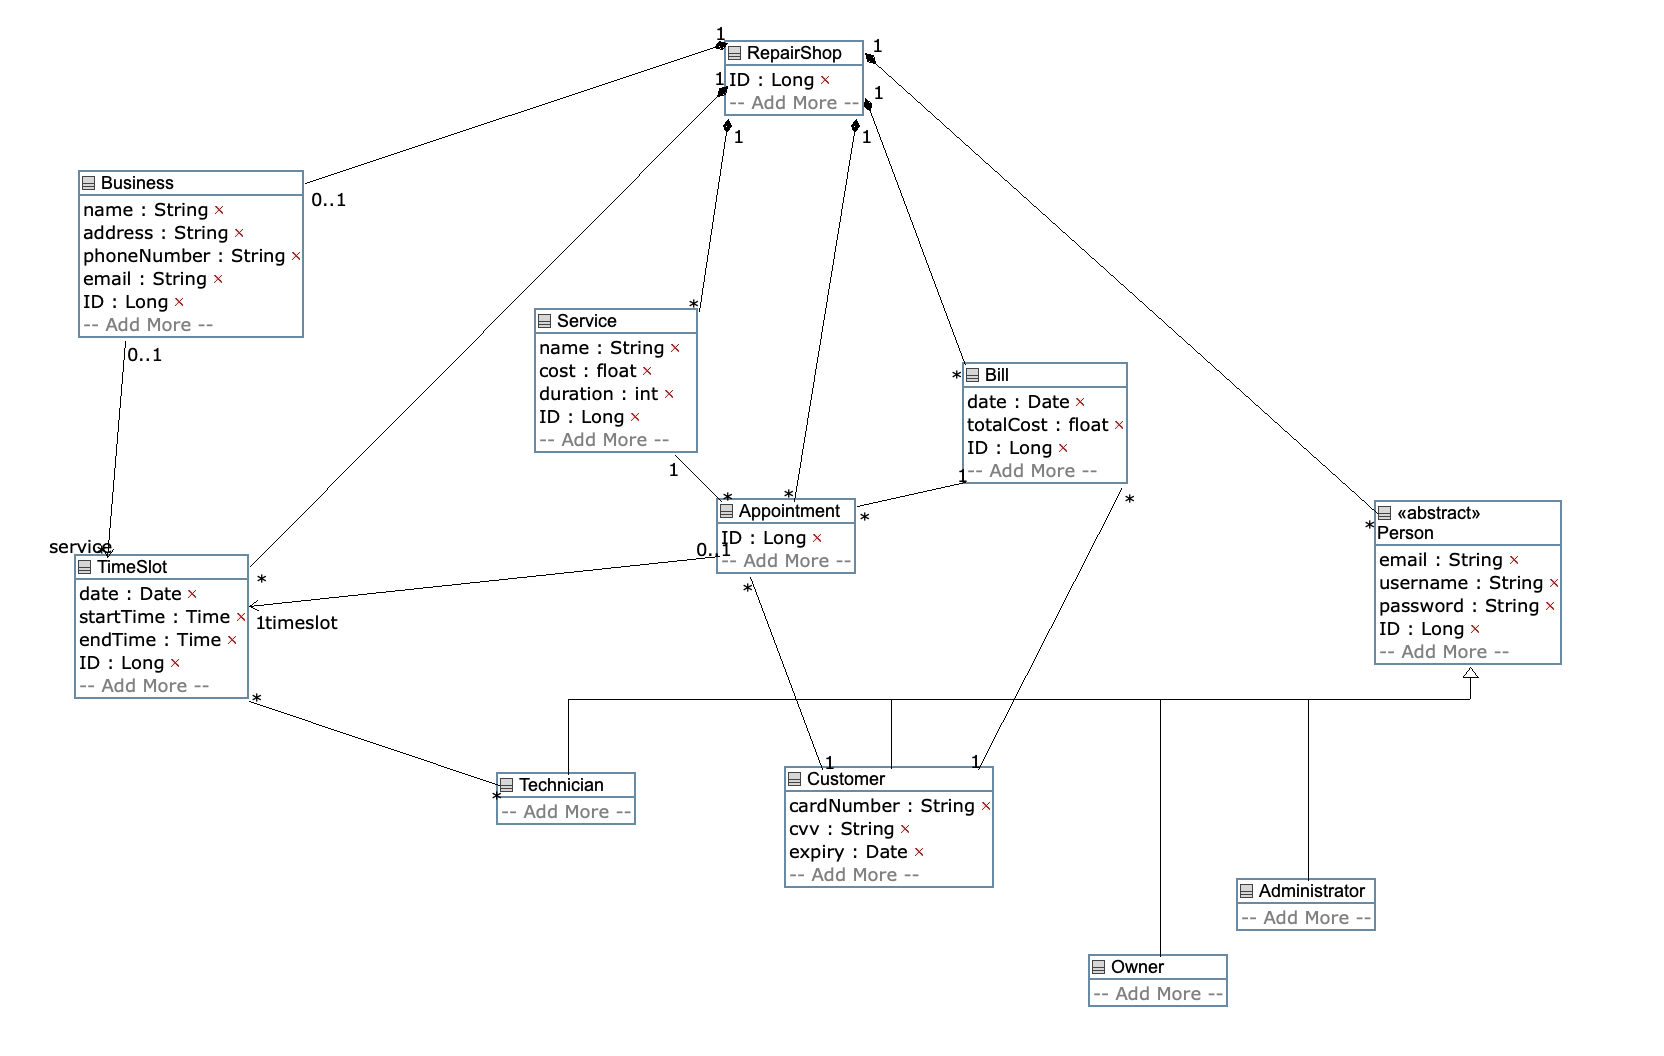 1
RepairShop
ID : Long ×
-- Add More --
1
1
1
1
1
Business
name : String ×
address : String ×
phoneNumber : String ×
email : String ×
ID : Long ×
-- Add More --
0..1
0..1
Service
name : String ×
cost : float ×
duration : int ×
ID : Long ×
-- Add More --
*
1
Bill
date : Date ×
totalCost : float ×
ID : Long ×
-- Add More --
*
1
*
Appointment
ID : Long ×
-- Add More --
*
*
*
0..1
*
«abstract»
Person
email : String ×
username : String ×
password : String ×
ID : Long ×
-- Add More --
*
service
*
TimeSlot
date : Date ×
startTime : Time ×
endTime : Time ×
ID : Long ×
-- Add More --
*
1timeslot
*
Technician
-- Add More --
*
1
1
Customer
cardNumber : String ×
cvv : String ×
expiry : Date ×
-- Add More --
Administrator
-- Add More --
Owner
-- Add More --